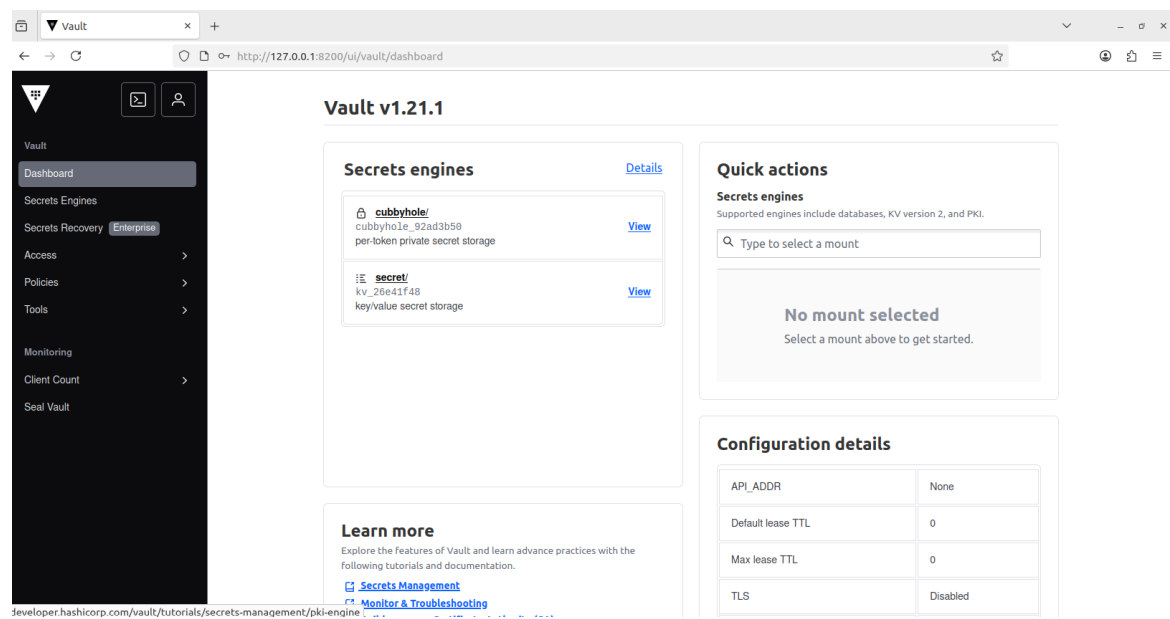 Vault
http://127.0.0.1:8200/ui/vault/dashboard
Vault
Dashboard
Secrets Engines
Secrets Recovery Enterprise
Access
Policies
Tools
Monitoring
Client Count
Seal Vault
Vault v1.21.1
Secrets engines Details
cubbyhole/
cubbyhole_92ad3b50 View
per-token private secret storage
secret/
kv_26e41f48 View
key/value secret storage
Learn more
Explore the features of Vault and learn advance practices with the
following tutorials and documentation.
Secrets Management
Monitor & Troubleshooting
Quick actions
Secrets engines
Supported engines include databases, KV version 2, and PKI.
Type to select a mount
No mount selected
Select a mount above to get started.
Configuration details
API_ADDR None
Default lease TTL 0
Max lease TTL 0
TLS Disabled
developer.hashicorp.com/vault/tutorials/secrets-management/pki-engine